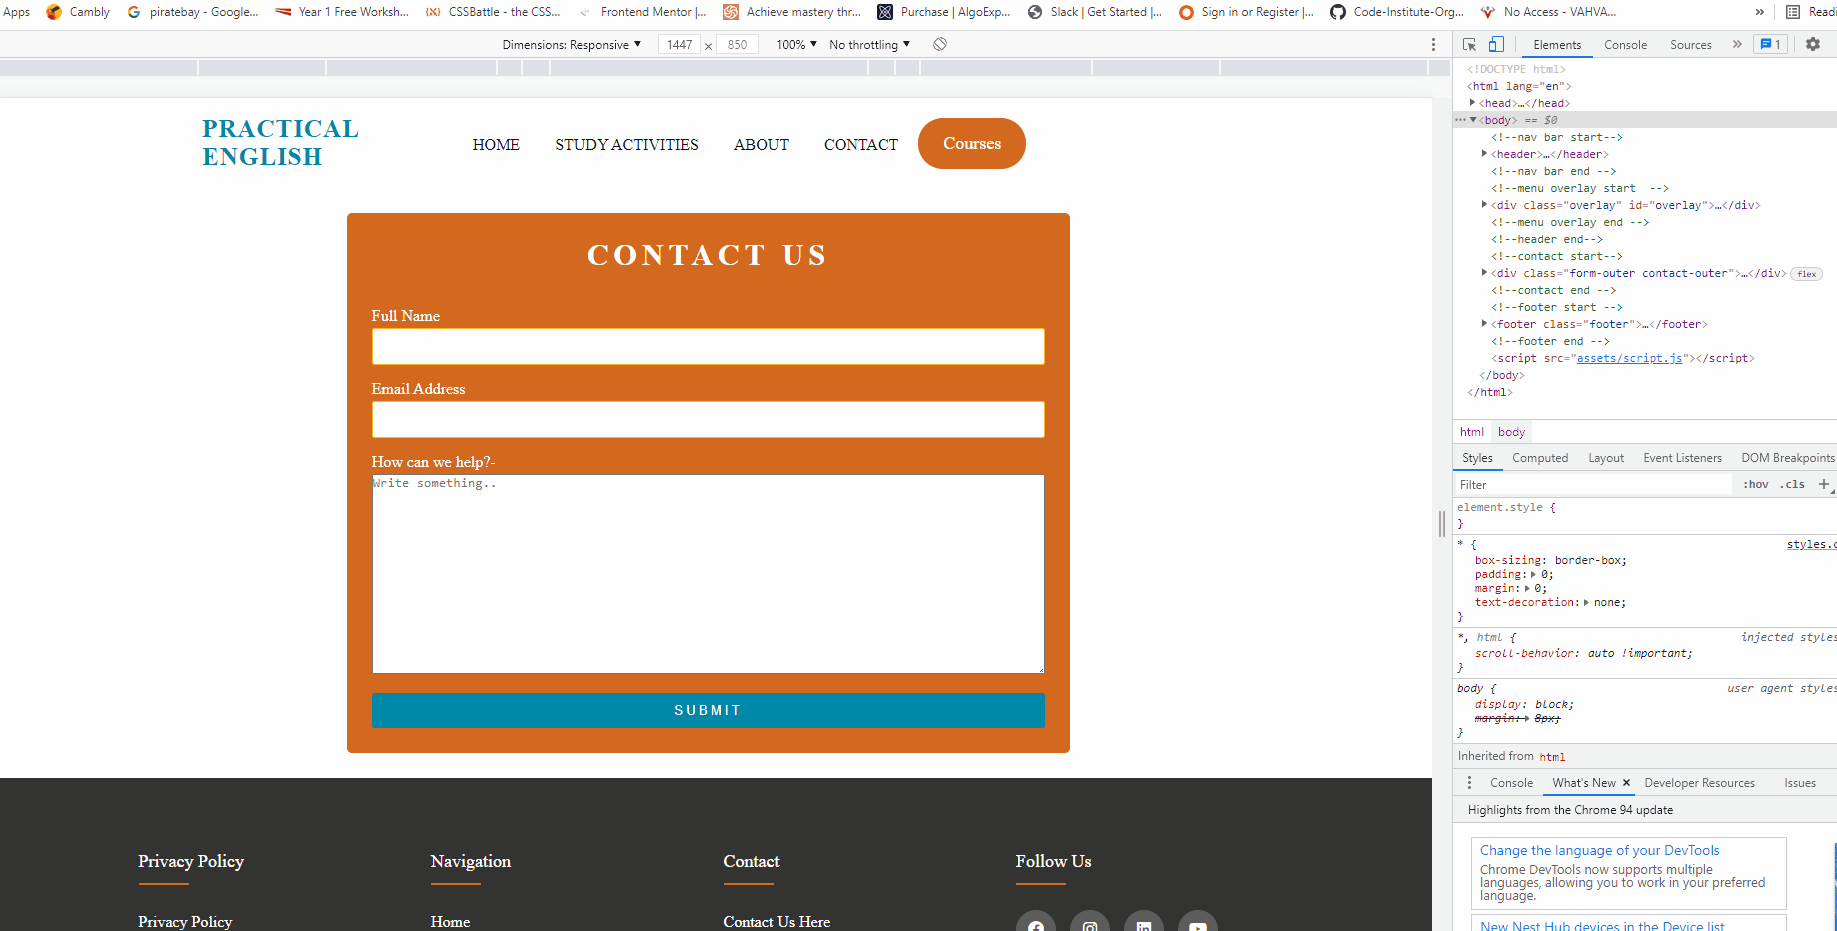 Apps Cambly piratebay - Google... Year 1 Free Worksh... CSSBattle - the CSS... Frontend Mentor |... Achieve mastery thr... Purchase | AlgoExp... Slack | Get Started |... Sign in or Register |... Code-Institute-Org... No Access - VAHVA... » Readi
Dimensions: Responsive ▼ 1447 × 850 100% ▼ No throttling ▼
Elements Console Sources » 1
<!DOCTYPE html>
<html lang="en">
<head>…</head>
<body> == $0
<!--nav bar start-->
<header>…</header>
<!--nav bar end -->
<!--menu overlay start  -->
<div class="overlay" id="overlay">…</div>
<!--menu overlay end -->
<!--header end-->
<!--contact start-->
<div class="form-outer contact-outer">…</div> flex
<!--contact end -->
<!--footer start -->
<footer class="footer">…</footer>
<!--footer end -->
<script src="assets/script.js"></script>
</body>
</html>
html body
Styles Computed Layout Event Listeners DOM Breakpoints
Filter :hov .cls +
element.style {
}
* { styles.c
box-sizing: border-box;
padding: 0;
margin: 0;
text-decoration: none;
}
*, html { injected styles
scroll-behavior: auto !important;
}
body { user agent styles
display: block;
margin: 8px;
}
Inherited from html
Console What's New × Developer Resources Issues
Highlights from the Chrome 94 update
Change the language of your DevTools
Chrome DevTools now supports multiple
languages, allowing you to work in your preferred
language.
New Nest Hub devices in the Device list
PRACTICAL
ENGLISH
HOME STUDY ACTIVITIES ABOUT CONTACT Courses
CONTACT US
Full Name
Email Address
How can we help?-
Write something..
SUBMIT
Privacy Policy Navigation Contact Follow Us
Privacy Policy Home Contact Us Here